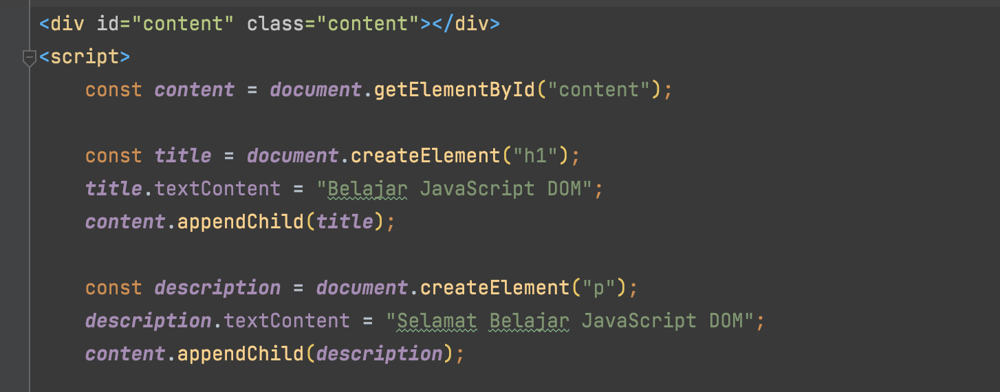 <div id="content" class="content"></div>
<script>
    const content = document.getElementById("content");

    const title = document.createElement("h1");
    title.textContent = "Belajar JavaScript DOM";
    content.appendChild(title);

    const description = document.createElement("p");
    description.textContent = "Selamat Belajar JavaScript DOM";
    content.appendChild(description);